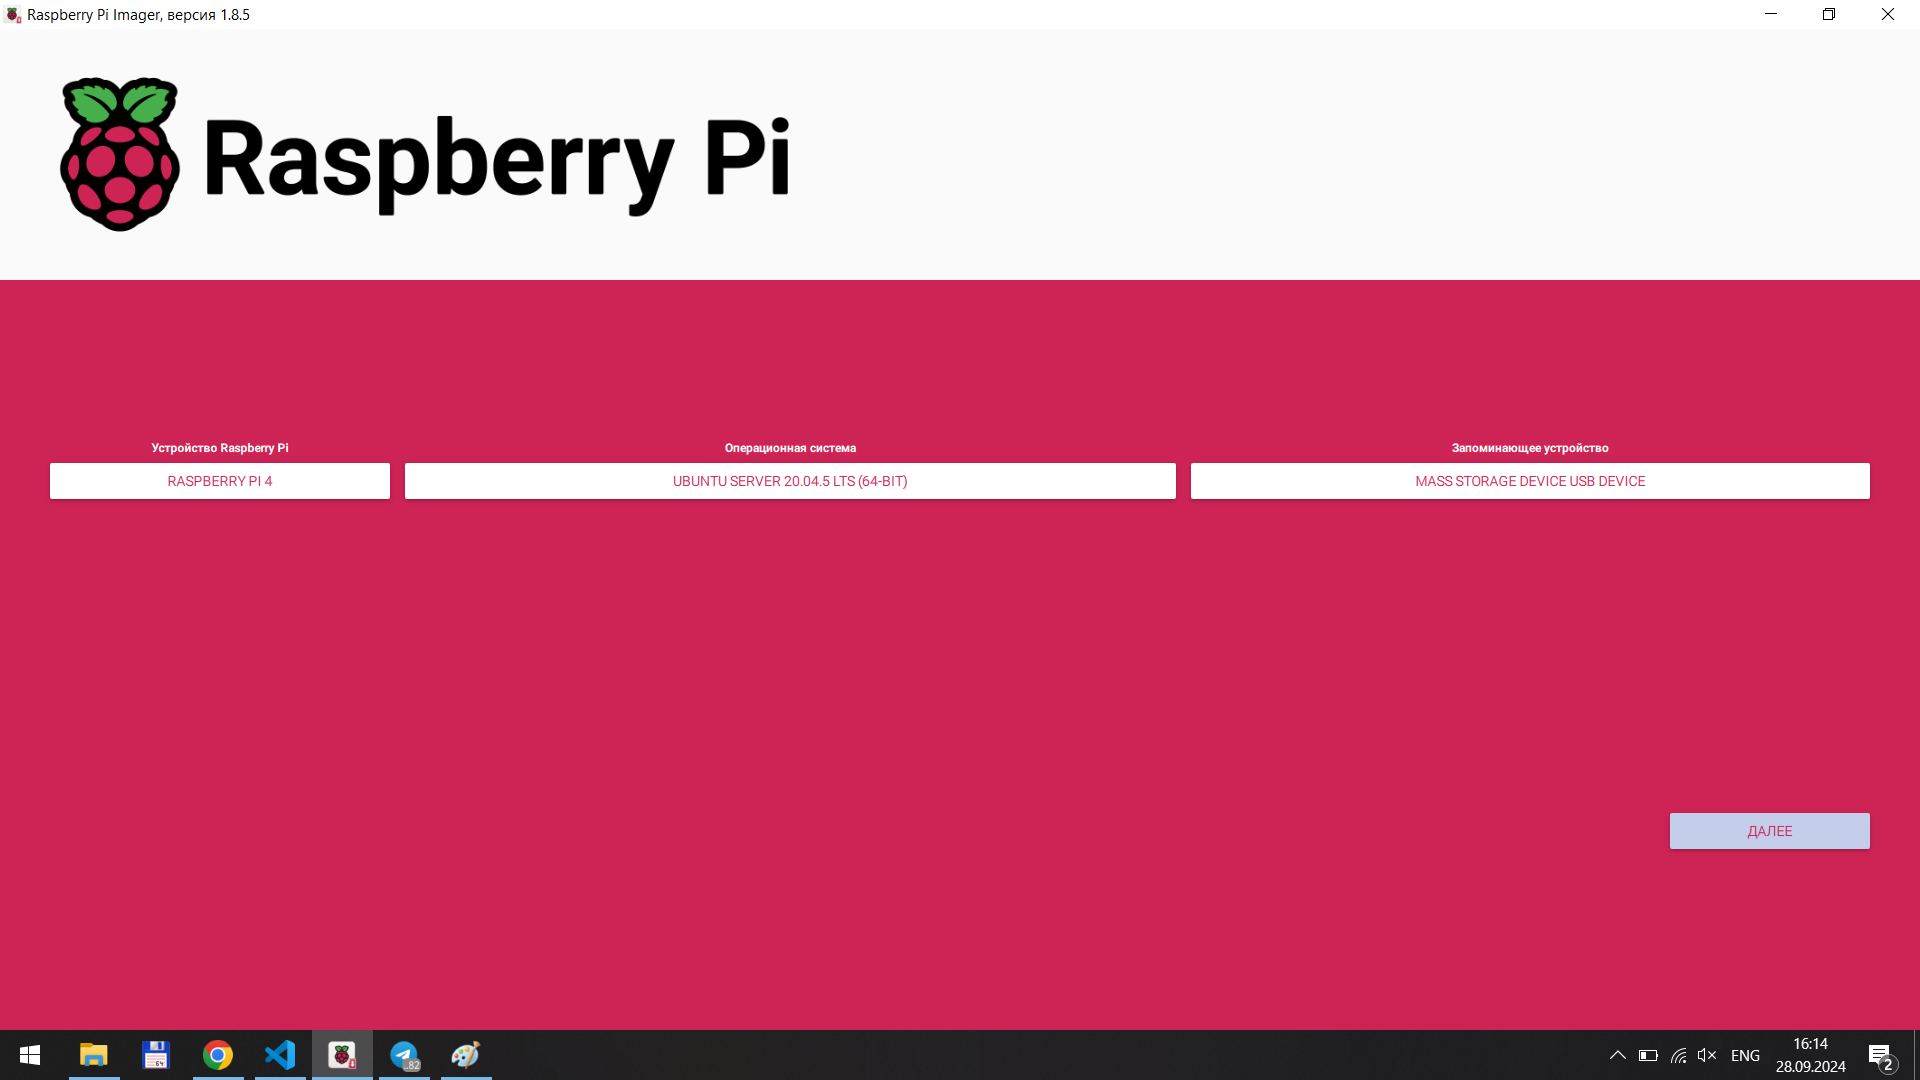 Raspberry Pi Imager, версия 1.8.5
Raspberry Pi
Устройство Raspberry Pi
Операционная система
Запоминающее устройство
RASPBERRY PI 4
UBUNTU SERVER 20.04.5 LTS (64-BIT)
MASS STORAGE DEVICE USB DEVICE
ДАЛЕЕ
64
..82
ENG
16:14
28.09.2024
2